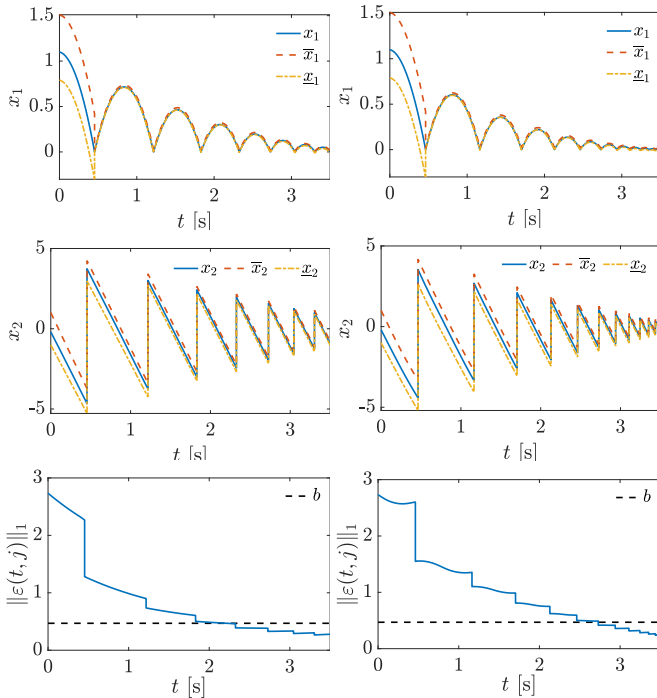 1.5
1
0.5
0
x₁
x₁
x̅₁
x̲₁
0 1 2 3
t [s]
1.5
1
0.5
0
x₁
x₁
x̅₁
x̲₁
0 1 2 3
t [s]
5
0
-5
x₂
x₂ x̅₂ x̲₂
0 1 2 3
t [s]
5
0
-5
x₂
x₂ x̅₂ x̲₂
0 1 2 3
t [s]
3
2
1
0
||ε(t, j)||₁
b
0 1 2 3
t [s]
3
2
1
0
||ε(t, j)||₁
b
0 1 2 3
t [s]